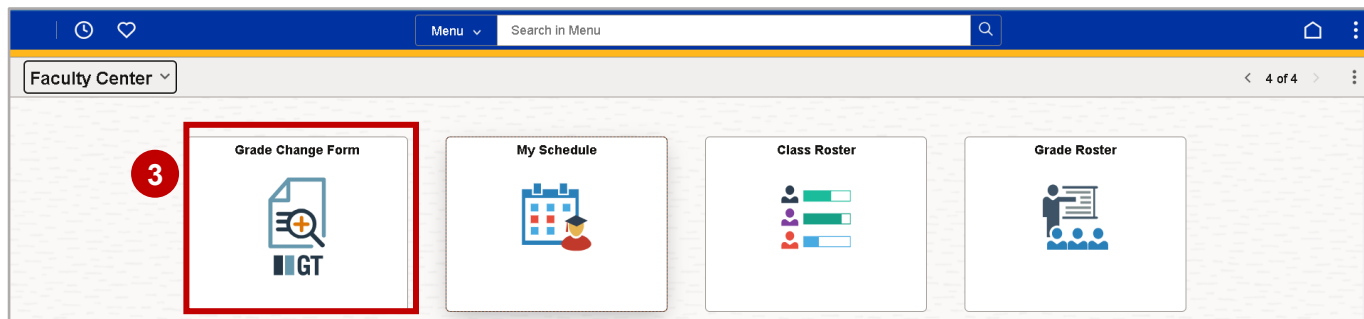 Menu
Search in Menu
Faculty Center
4 of 4
3
Grade Change Form
My Schedule
Class Roster
Grade Roster
GT